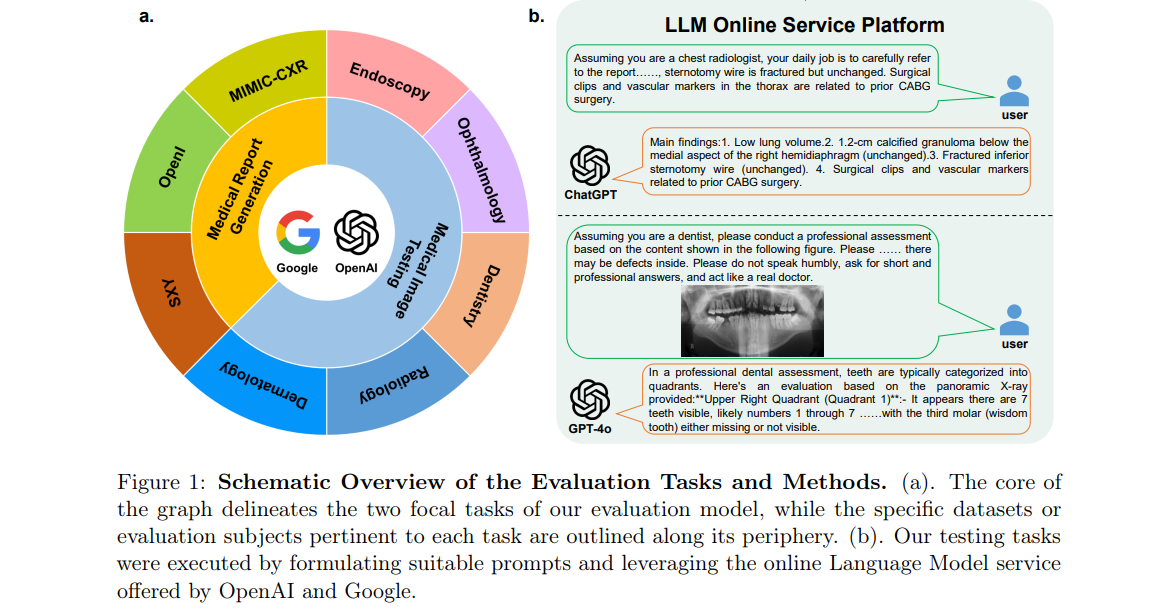 a.
MIMIC-CXR
Endoscopy
OpenI
Ophthalmology
Medical Report
Generation
Google
OpenAI
Medical Image
Testing
SXY
Dentistry
Dermatology
Radiology
b.
LLM Online Service Platform
Assuming you are a chest radiologist, your daily job is to carefully refer
to the report……, sternotomy wire is fractured but unchanged. Surgical
clips and vascular markers in the thorax are related to prior CABG
surgery.
user
Main findings:1. Low lung volume.2. 1.2-cm calcified granuloma below the
medial aspect of the right hemidiaphragm (unchanged).3. Fractured inferior
sternotomy wire (unchanged). 4. Surgical clips and vascular markers
related to prior CABG surgery.
ChatGPT
Assuming you are a dentist, please conduct a professional assessment
based on the content shown in the following figure. Please …… there
may be defects inside. Please do not speak humbly, ask for short and
professional answers, and act like a real doctor.
user
In a professional dental assessment, teeth are typically categorized into
quadrants. Here's an evaluation based on the panoramic X-ray
provided:**Upper Right Quadrant (Quadrant 1)**:- It appears there are 7
teeth visible, likely numbers 1 through 7 ……with the third molar (wisdom
tooth) either missing or not visible.
GPT-4o
Figure 1: Schematic Overview of the Evaluation Tasks and Methods. (a). The core of
the graph delineates the two focal tasks of our evaluation model, while the specific datasets or
evaluation subjects pertinent to each task are outlined along its periphery. (b). Our testing tasks
were executed by formulating suitable prompts and leveraging the online Language Model service
offered by OpenAI and Google.